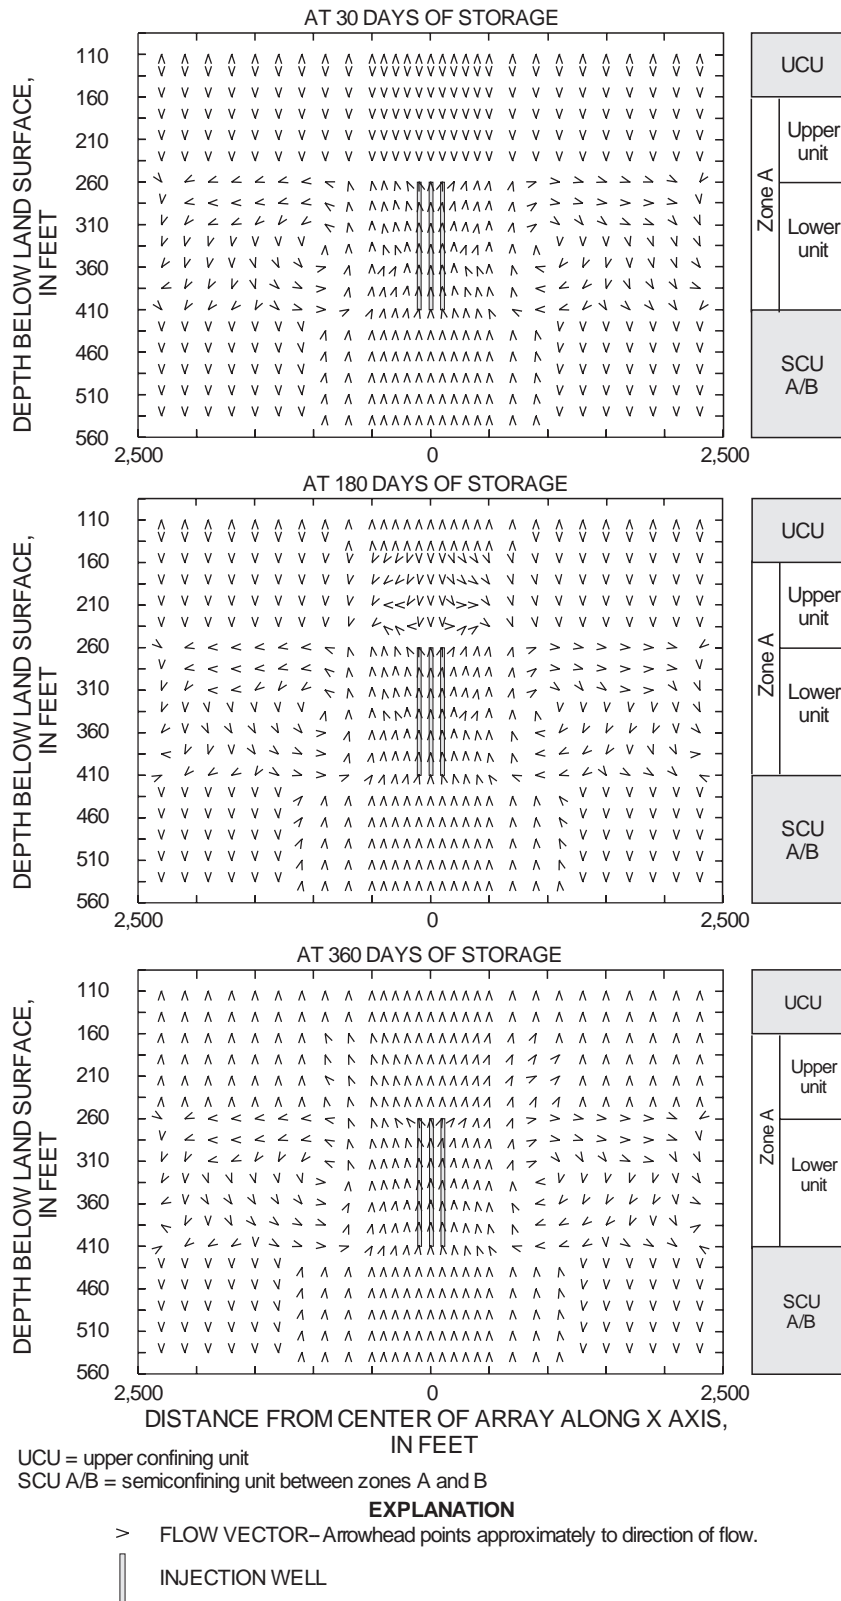 AT 30 DAYS OF STORAGE
DEPTH BELOW LAND SURFACE,
IN FEET
110
160
210
260
310
360
410
460
510
560
2,500
0
2,500
UCU
Zone A
Upper
unit
Lower
unit
SCU
A/B
AT 180 DAYS OF STORAGE
DEPTH BELOW LAND SURFACE,
IN FEET
110
160
210
260
310
360
410
460
510
560
2,500
0
2,500
UCU
Zone A
Upper
unit
Lower
unit
SCU
A/B
AT 360 DAYS OF STORAGE
DEPTH BELOW LAND SURFACE,
IN FEET
110
160
210
260
310
360
410
460
510
560
2,500
0
2,500
UCU
Zone A
Upper
unit
Lower
unit
SCU
A/B
DISTANCE FROM CENTER OF ARRAY ALONG X AXIS,
IN FEET
UCU = upper confining unit
SCU A/B = semiconfining unit between zones A and B
EXPLANATION
FLOW VECTOR–Arrowhead points approximately to direction of flow.
INJECTION WELL